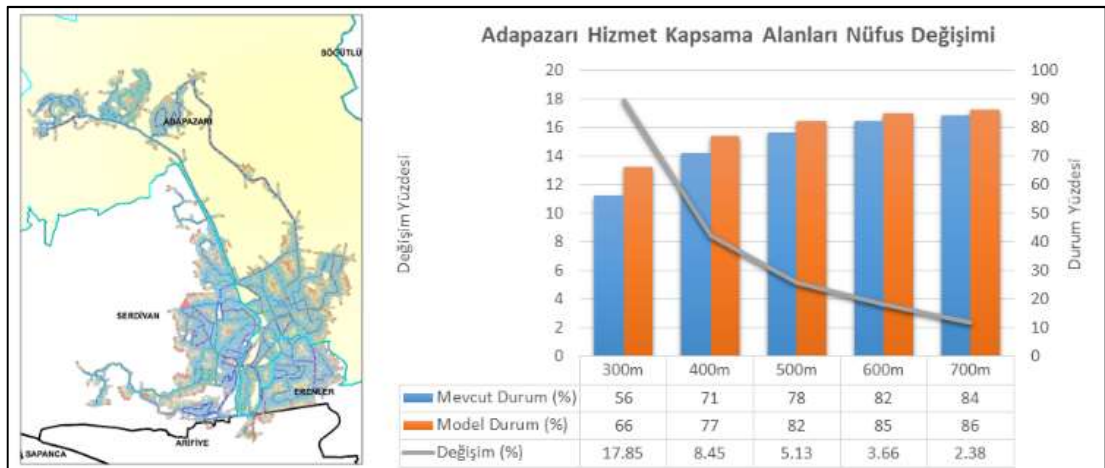 SÖĞÜTLÜ
ADAPAZARI
SERDİVAN
ERENLER
ARİFİYE
SAPANCA
Adapazarı Hizmet Kapsama Alanları Nüfus Değişimi
Değişim Yüzdesi
20
18
16
14
12
10
8
6
4
2
0
100
90
80
70
60
50
40
30
20
10
0
Durum Yüzdesi
300m 400m 500m 600m 700m
Mevcut Durum (%) 56 71 78 82 84
Model Durum (%) 66 77 82 85 86
Değişim (%) 17.85 8.45 5.13 3.66 2.38